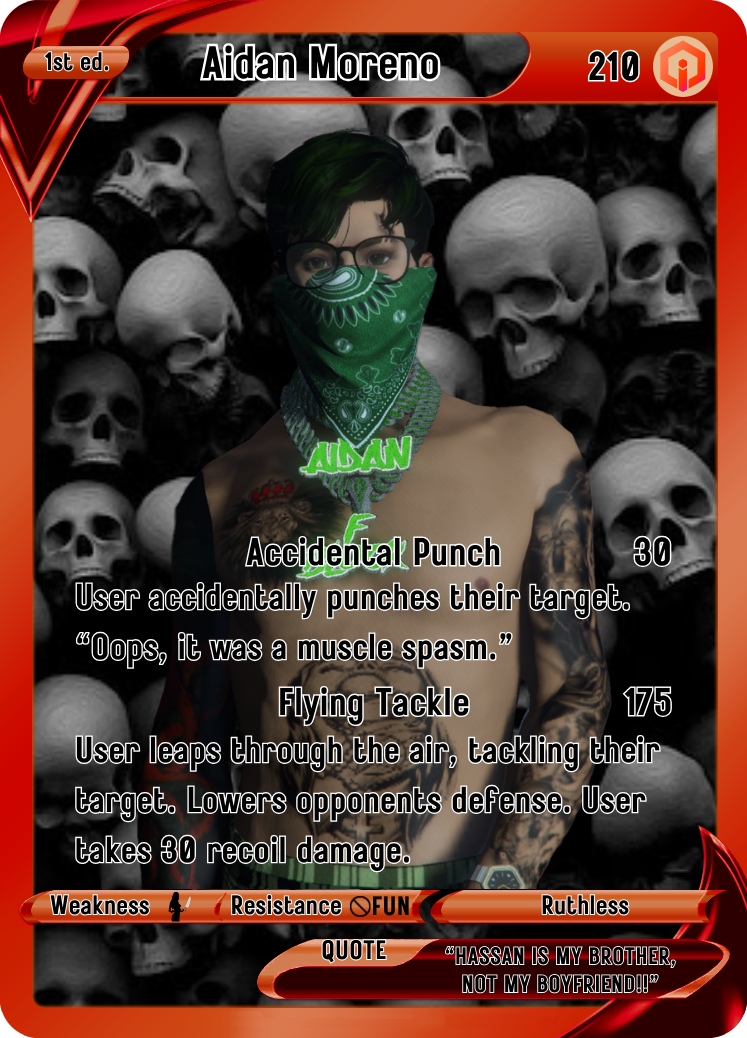 1st ed.
Aidan Moreno
210
AIDAN
F
Accidental Punch
30
User accidentally punches their target.
“Oops, it was a muscle spasm.”
Flying Tackle
175
User leaps through the air, tackling their
target. Lowers opponents defense. User
takes 30 recoil damage.
Weakness
Resistance
FUN
Ruthless
QUOTE
“HASSAN IS MY BROTHER,
NOT MY BOYFRIEND!!”